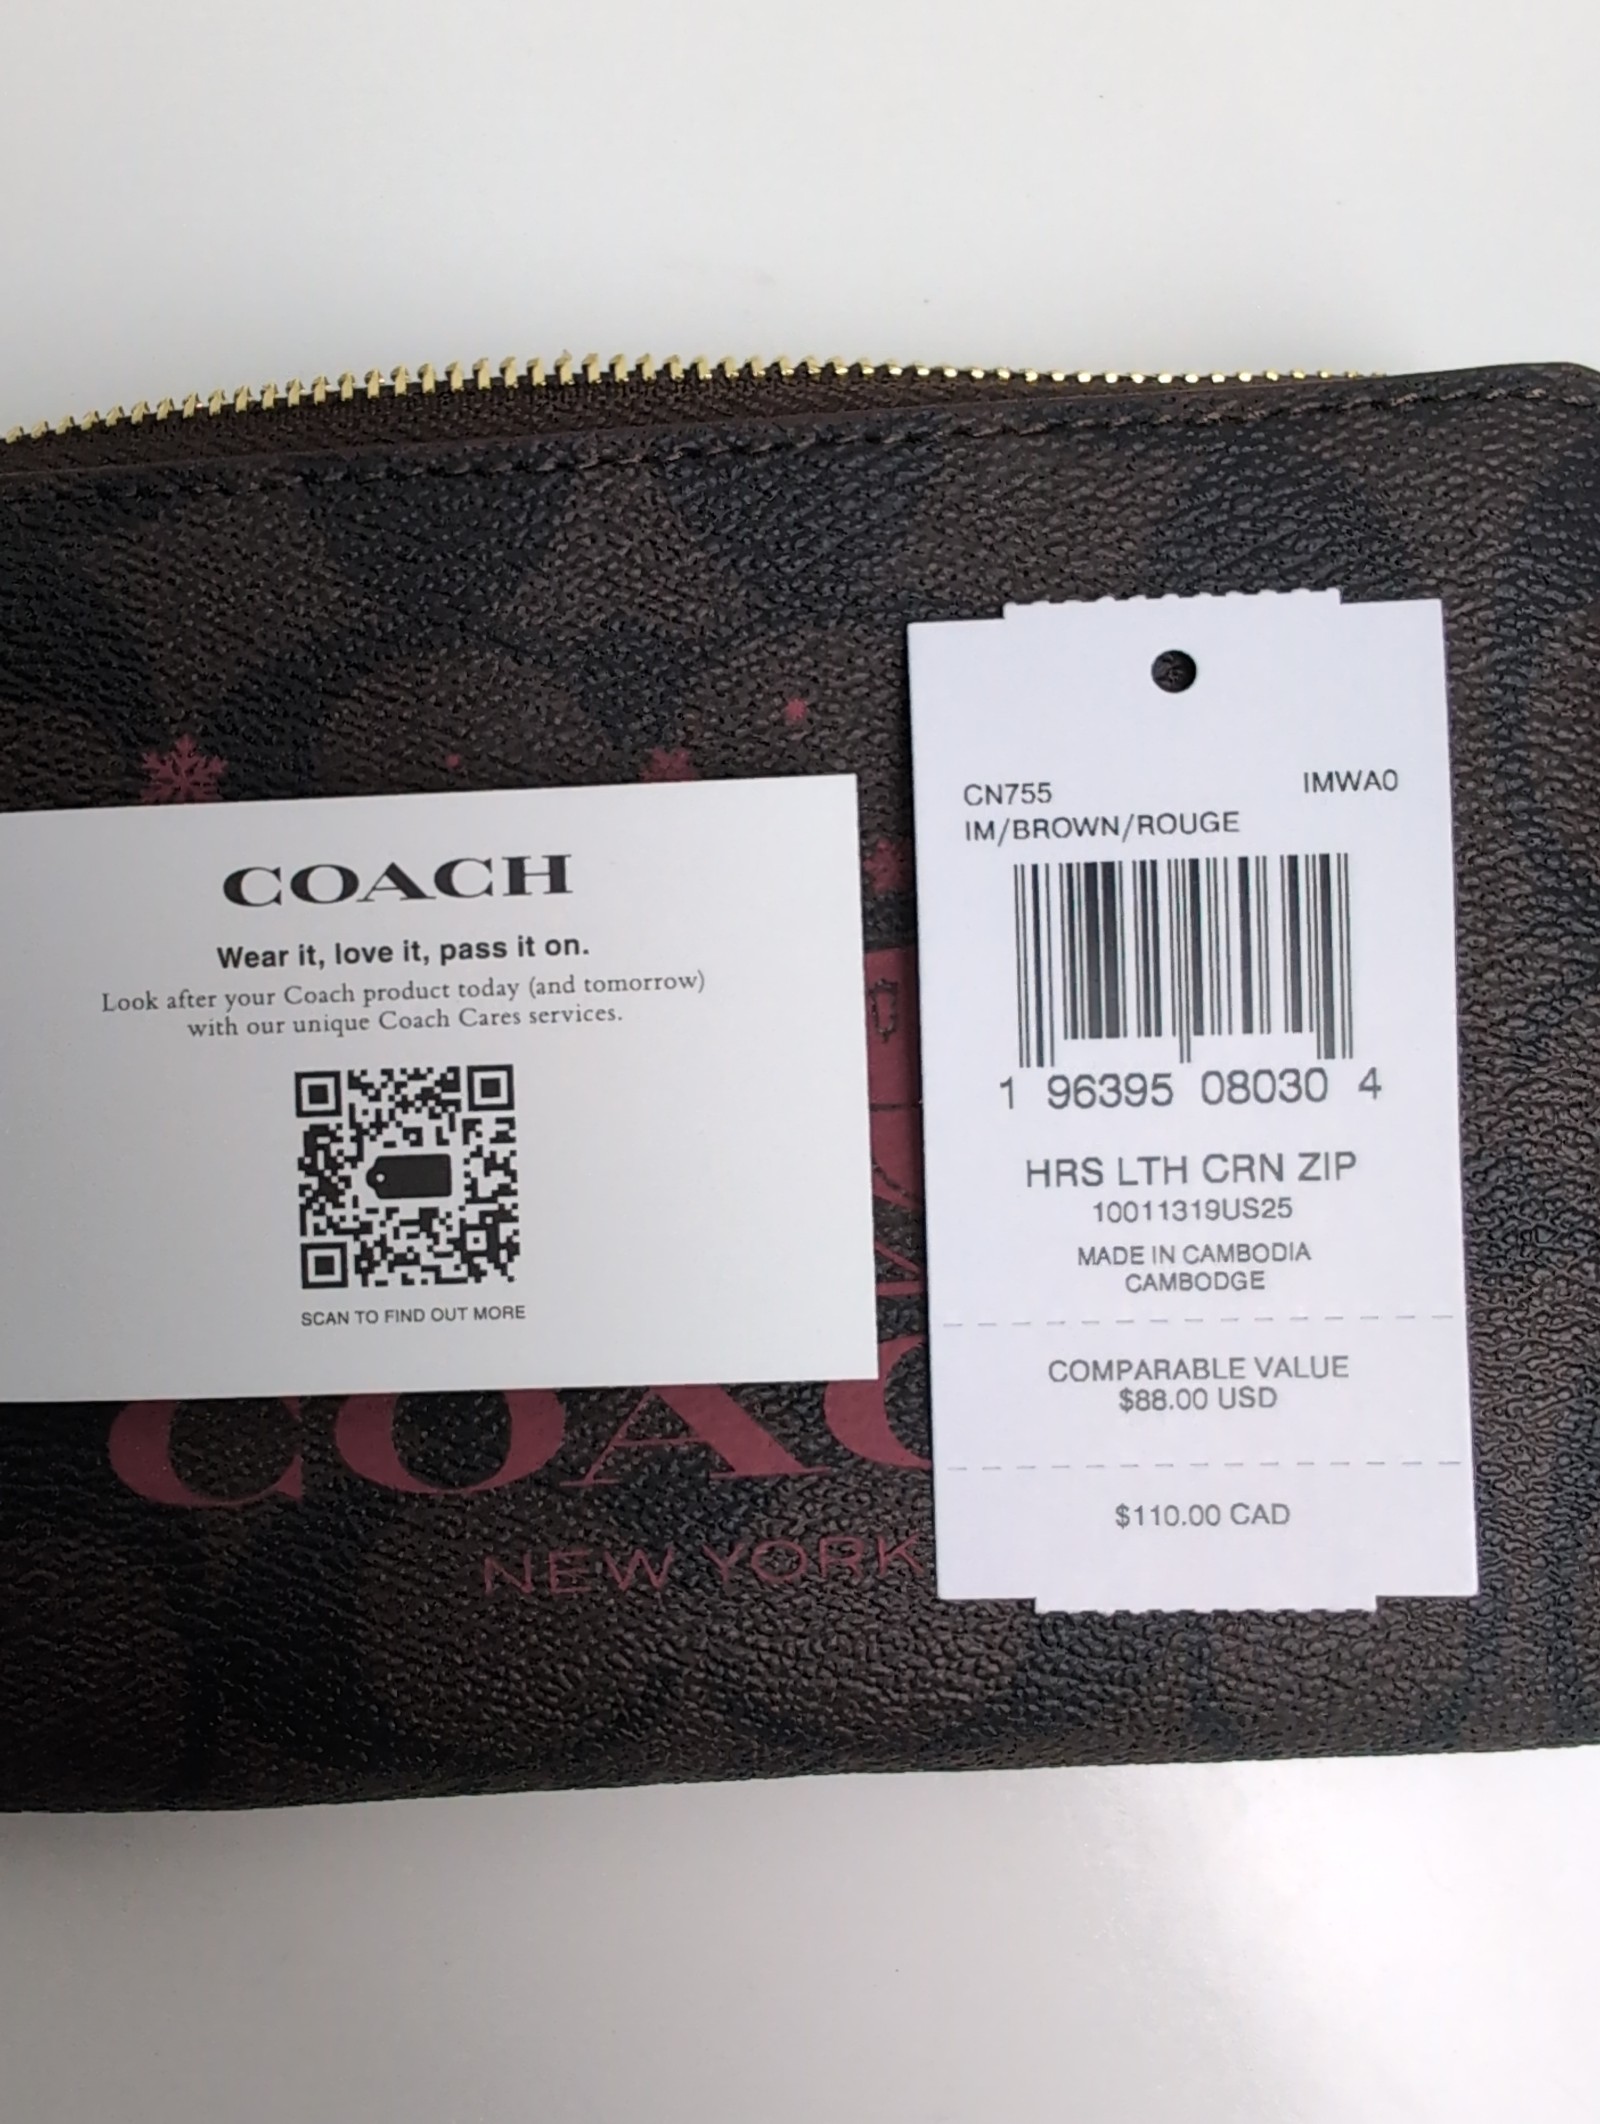 COACH
Wear it, love it, pass it on.
Look after your Coach product today (and tomorrow)
with our unique Coach Cares services.
SCAN TO FIND OUT MORE
CN755 IMWA0
IM/BROWN/ROUGE
1 96395 08030 4
HRS LTH CRN ZIP
10011319US25
MADE IN CAMBODIA
CAMBODGE
COMPARABLE VALUE
$88.00 USD
$110.00 CAD
COAC
NEW YORK